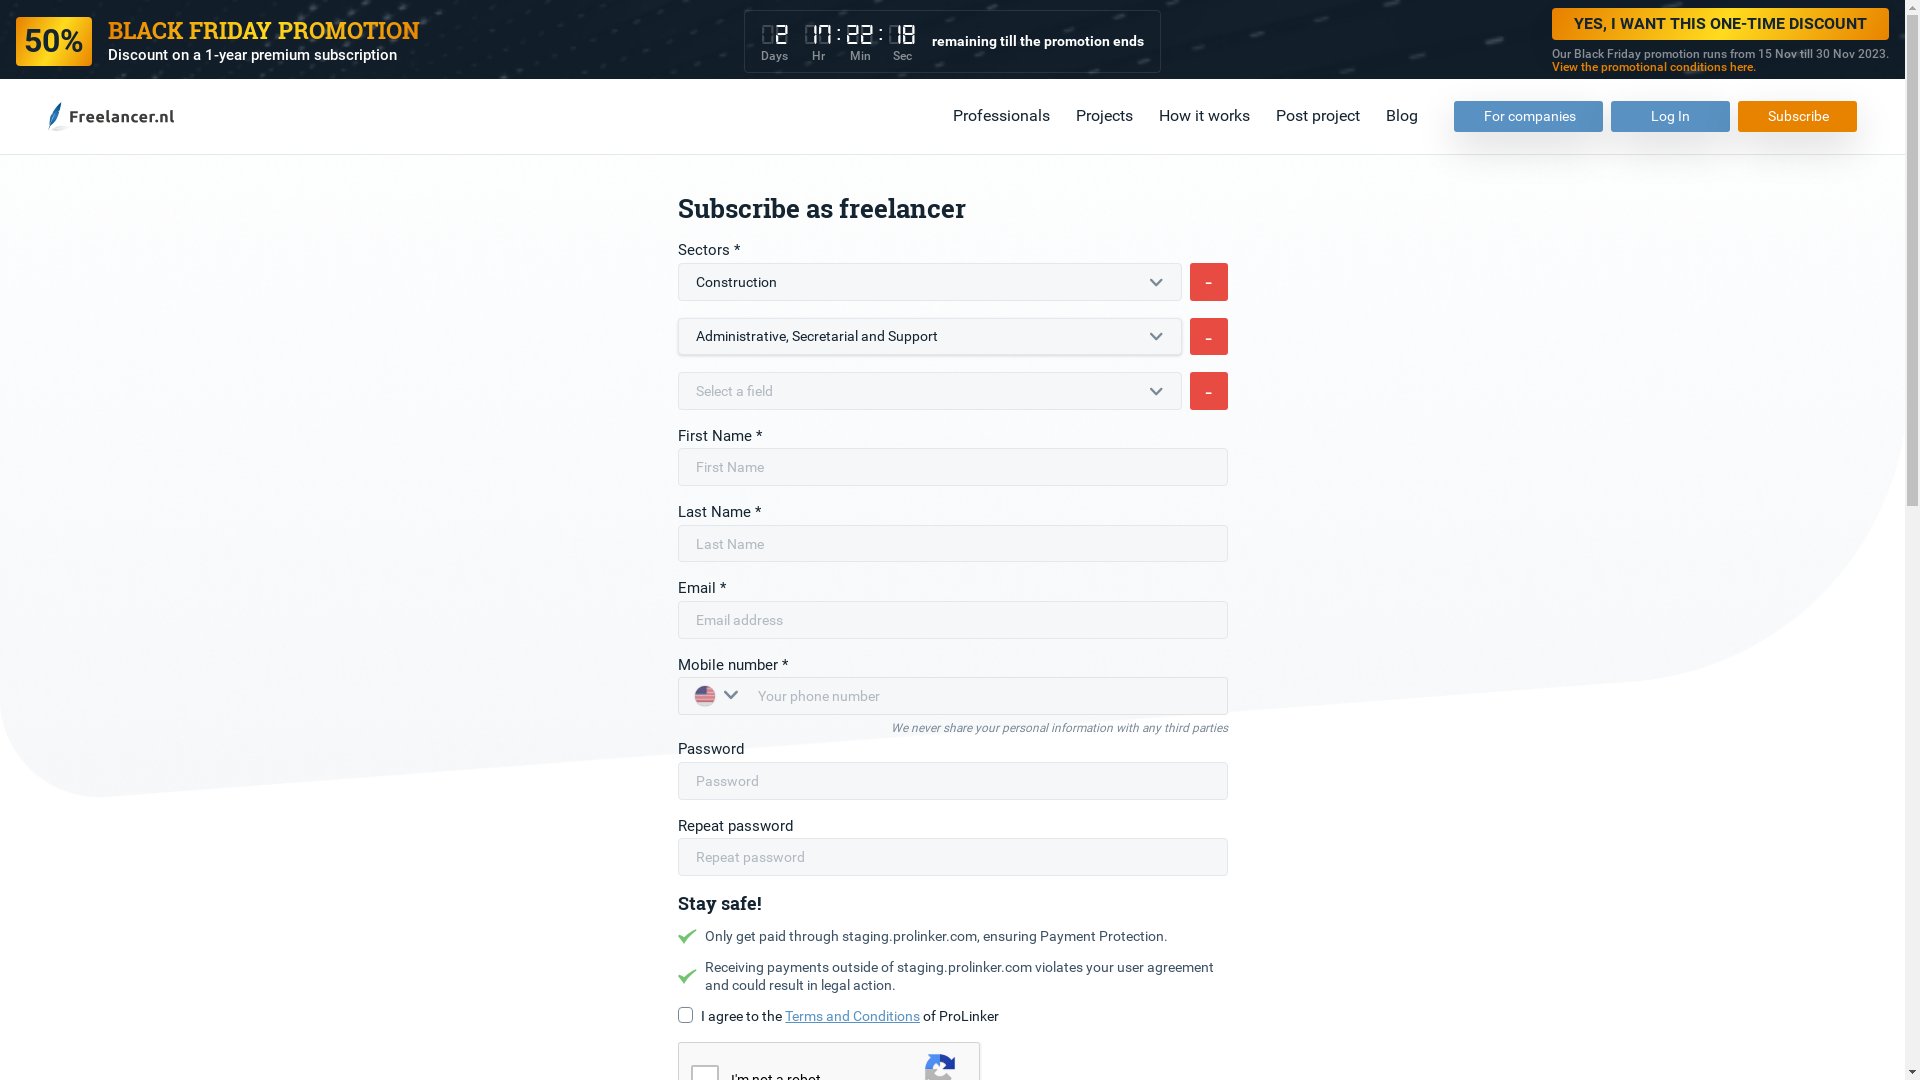 50%
BLACK FRIDAY PROMOTION
Discount on a 1-year premium subscription
2 17 : 22 : 18
Days Hr Min Sec
remaining till the promotion ends
YES, I WANT THIS ONE-TIME DISCOUNT
Our Black Friday promotion runs from 15 Nov till 30 Nov 2023.
View the promotional conditions here.
Freelancer.nl
Professionals
Projects
How it works
Post project
Blog
For companies
Log In
Subscribe
Subscribe as freelancer
Sectors *
Construction
-
Administrative, Secretarial and Support
-
Select a field
-
First Name *
First Name
Last Name *
Last Name
Email *
Email address
Mobile number *
Your phone number
We never share your personal information with any third parties
Password
Password
Repeat password
Repeat password
Stay safe!
Only get paid through staging.prolinker.com, ensuring Payment Protection.
Receiving payments outside of staging.prolinker.com violates your user agreement
and could result in legal action.
I agree to the Terms and Conditions of ProLinker
I'm not a robot